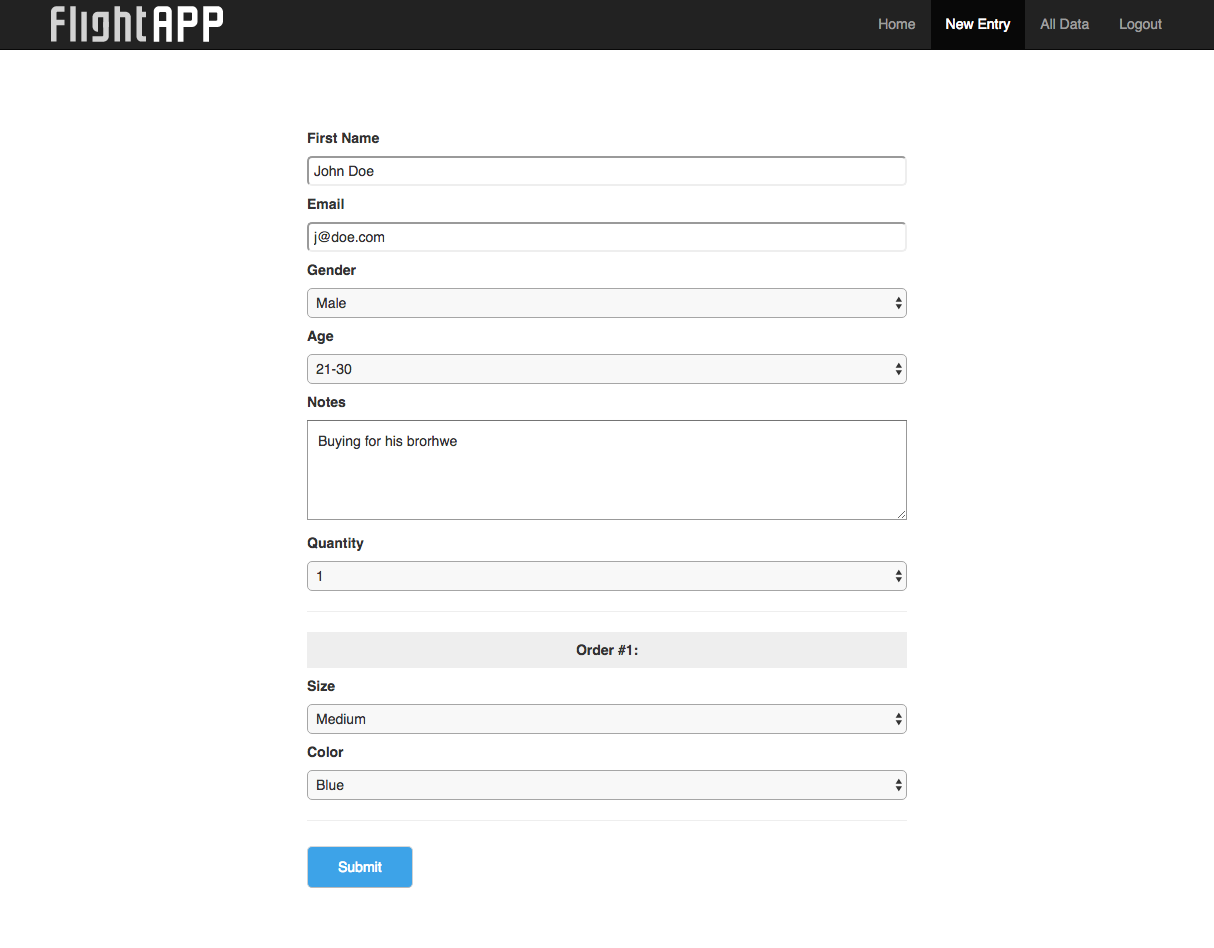 FlightAPP
Home New Entry All Data Logout
First Name
John Doe
Email
j@doe.com
Gender
Male
Age
21-30
Notes
Buying for his brorhwe
Quantity
1
Order #1:
Size
Medium
Color
Blue
Submit